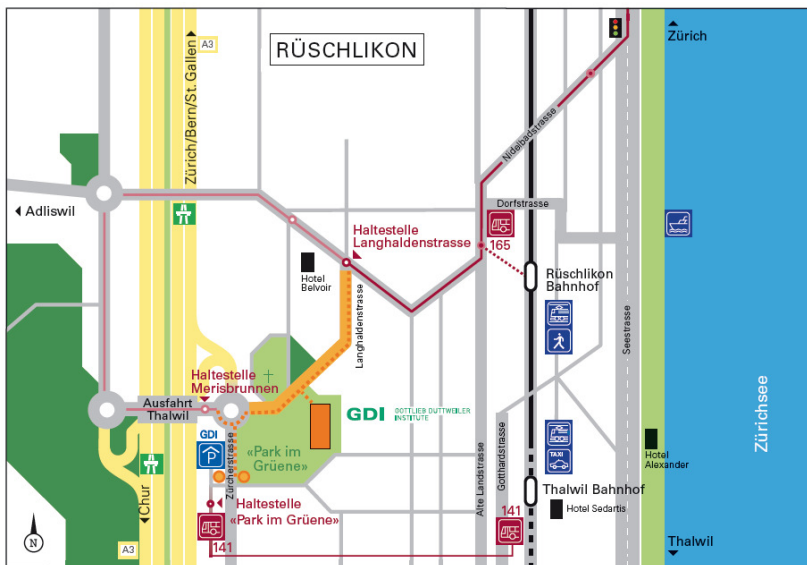 RÜSCHLIKON
A3
Zürich/Bern/St. Gallen
Zürich
Nidelbadstrasse
Adliswil
Dorfstrasse
Haltestelle
Langhaldenstrasse
165
Hotel
Belvoir
Rüschlikon
Bahnhof
Langhaldenstrasse
Seestrasse
Haltestelle
Merisbrunnen
Ausfahrt
Thalwil
GDI
GOTTLIEB DUTTWEILER
INSTITUTE
Zürichsee
GDI
«Park im
Grüene»
Zürcherstrasse
Alte Landstrasse
Gotthardstrasse
TAXI
Hotel
Alexander
Chur
Haltestelle
«Park im Grüene»
Thalwil Bahnhof
Hotel Sedartis
141
141
N
A3
Thalwil